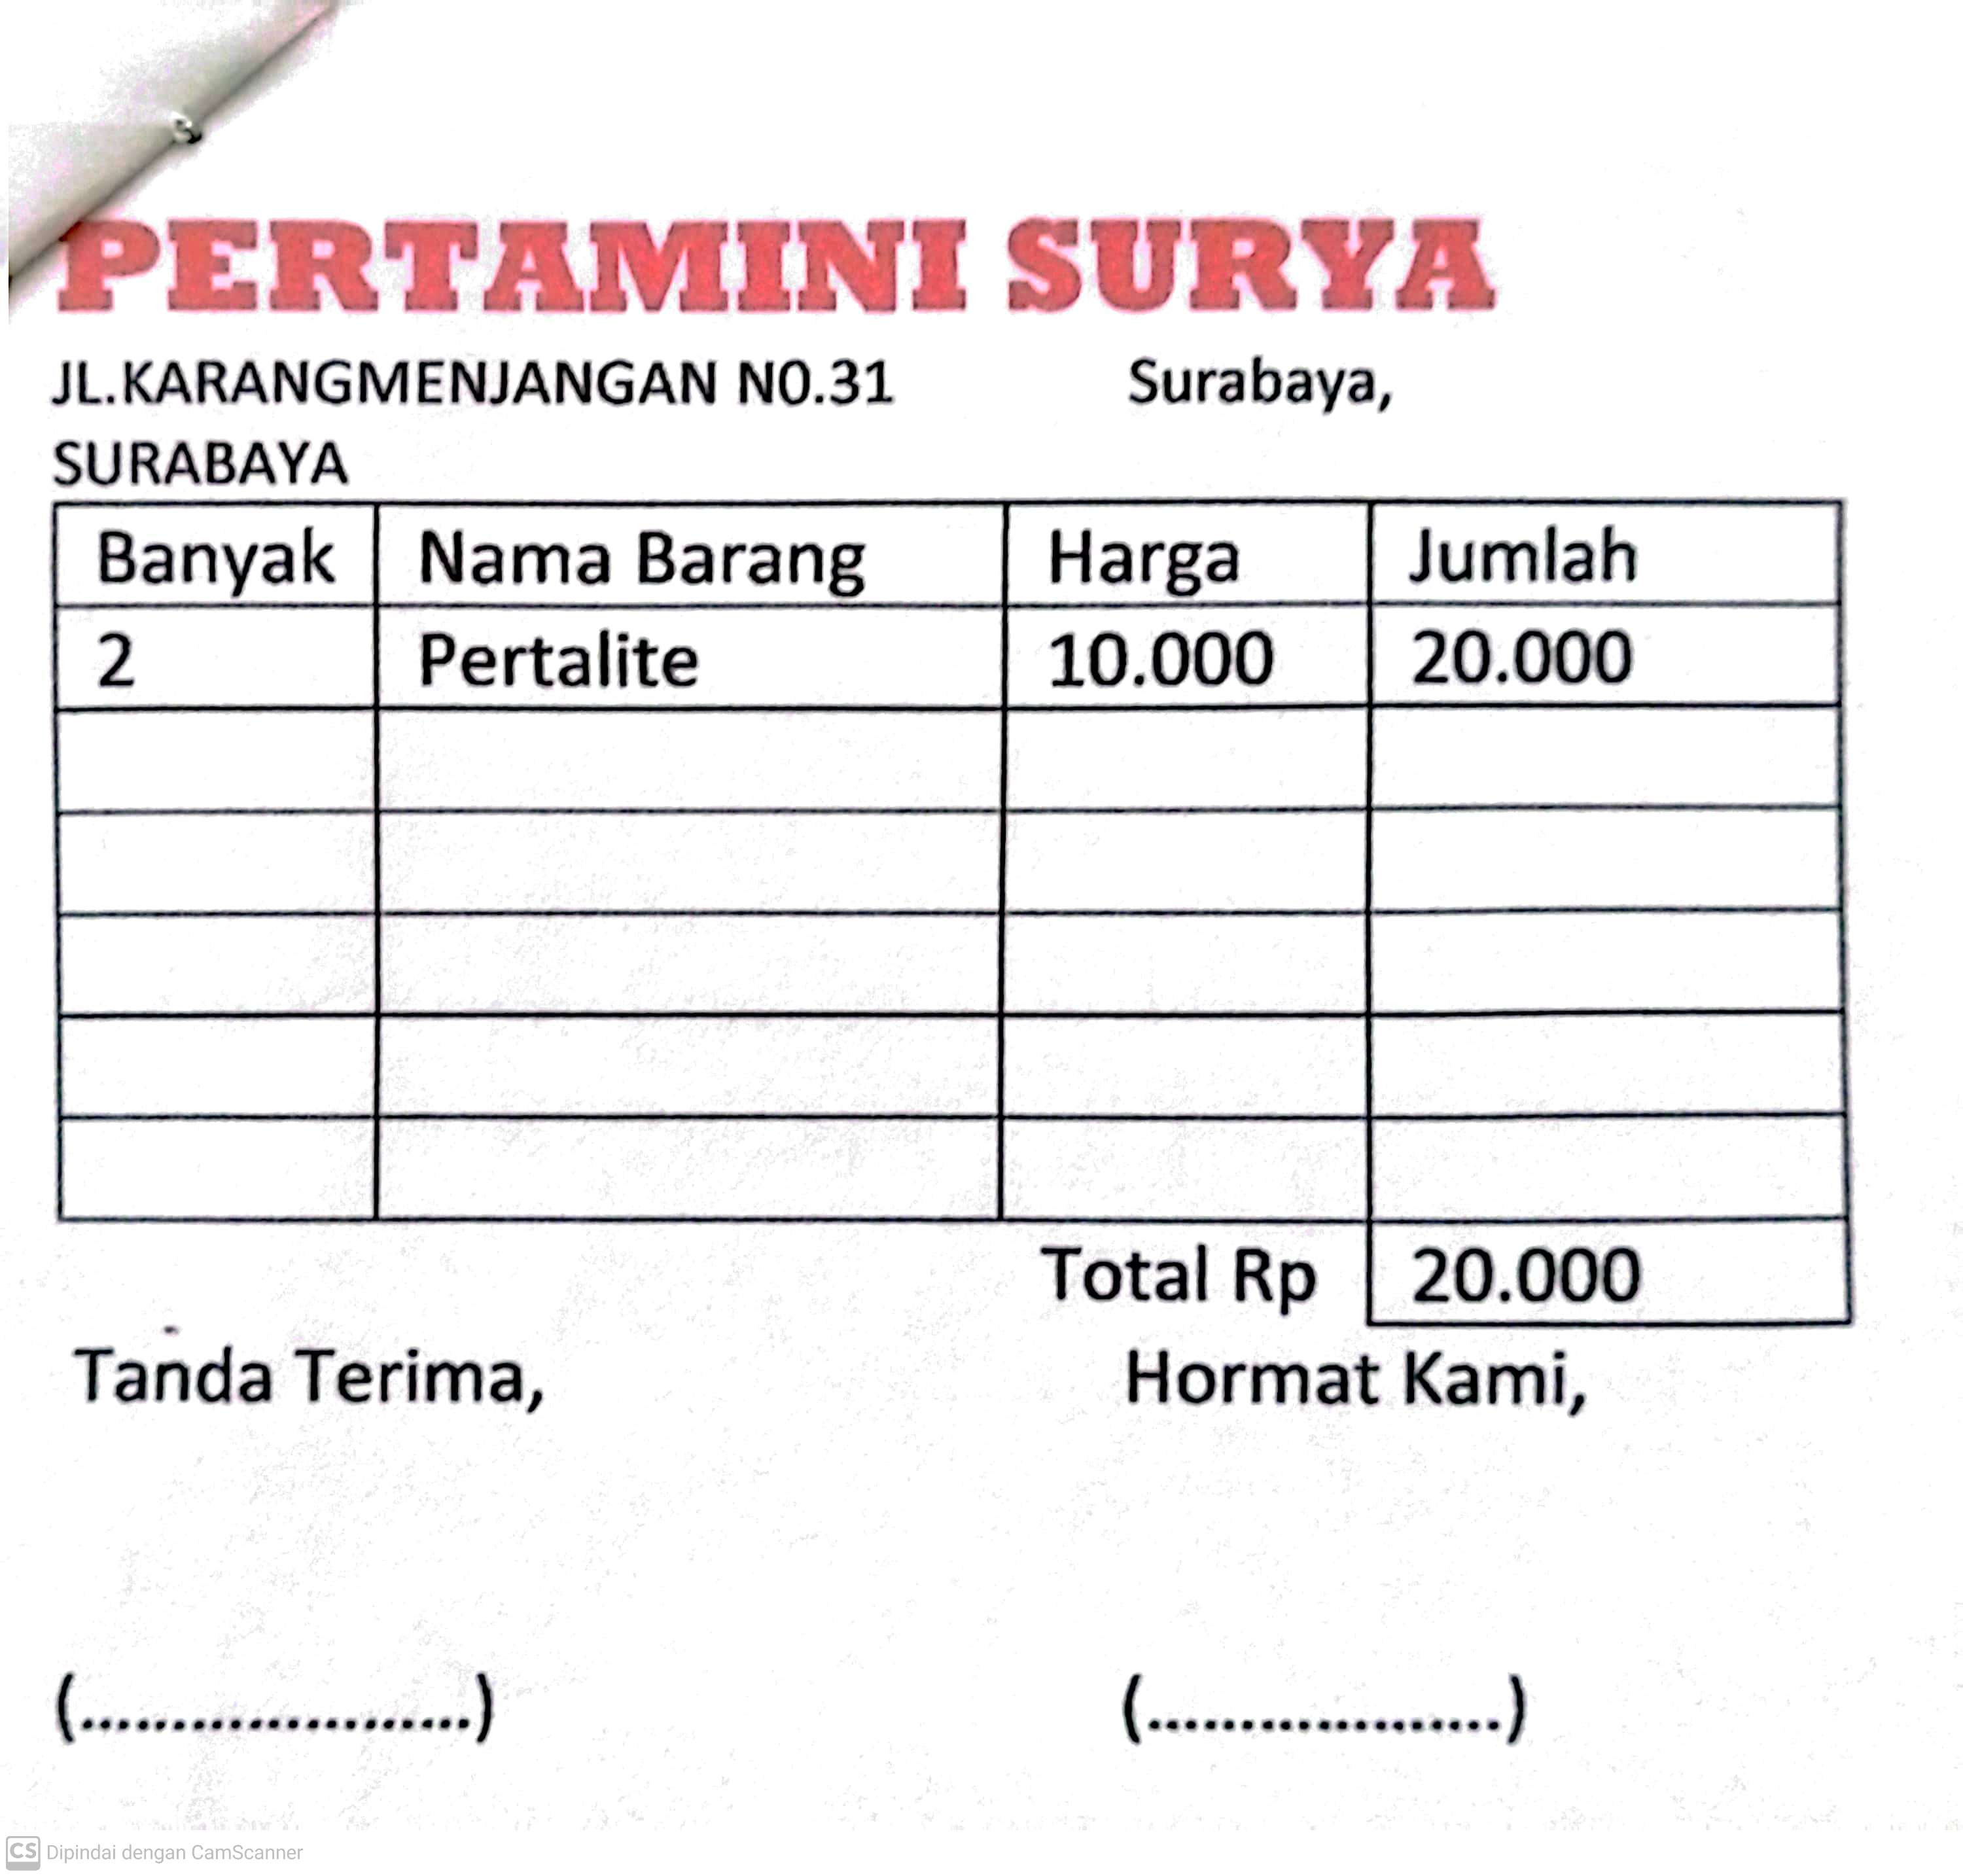 PERTAMINI SURYA
JL.KARANGMENJANGAN NO.31 Surabaya,
SURABAYA
Banyak Nama Barang Harga Jumlah
2 Pertalite 10.000 20.000
Total Rp 20.000
Tanda Terima, Hormat Kami,
(......................) (....................)
CS Dipindai dengan CamScanner